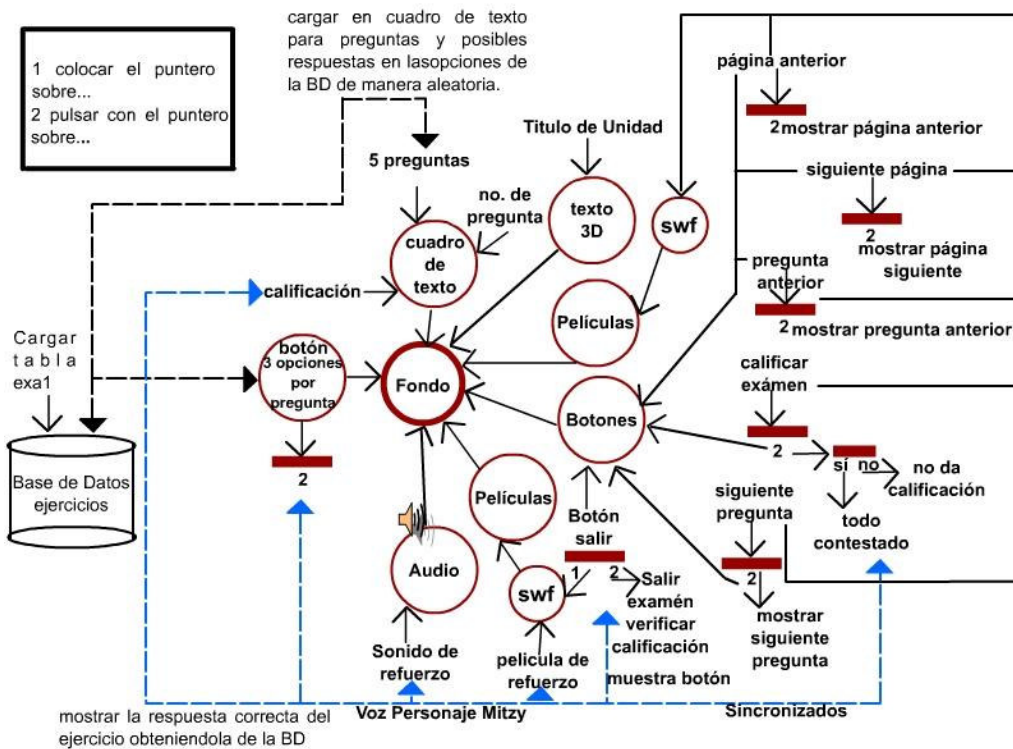 1 colocar el puntero
sobre...
2 pulsar con el puntero
sobre...
cargar en cuadro de texto
para preguntas y posibles
respuestas en lasopciones de
la BD de manera aleatoria.
5 preguntas
no. de
pregunta
Titulo de Unidad
texto
3D
swf
cuadro
de
texto
calificación
Películas
Cargar
tabla
exa1
Base de Datos
ejercicios
botón
3 opciones
por
pregunta
2
Fondo
Botones
Películas
Audio
swf
Sonido de
refuerzo
pelicula de
refuerzo
Botón
salir
1 2
Salir
exámen
verificar
calificación
muestra botón
página anterior
2 mostrar página anterior
siguiente página
2
mostrar página
siguiente
pregunta
anterior
2 mostrar pregunta anterior
calificar
exámen
2
sí no
no da
calificación
todo
contestado
siguiente
pregunta
2
mostrar
siguiente
pregunta
mostrar la respuesta correcta del
ejercicio obteniendola de la BD
Voz Personaje Mitzy
Sincronizados